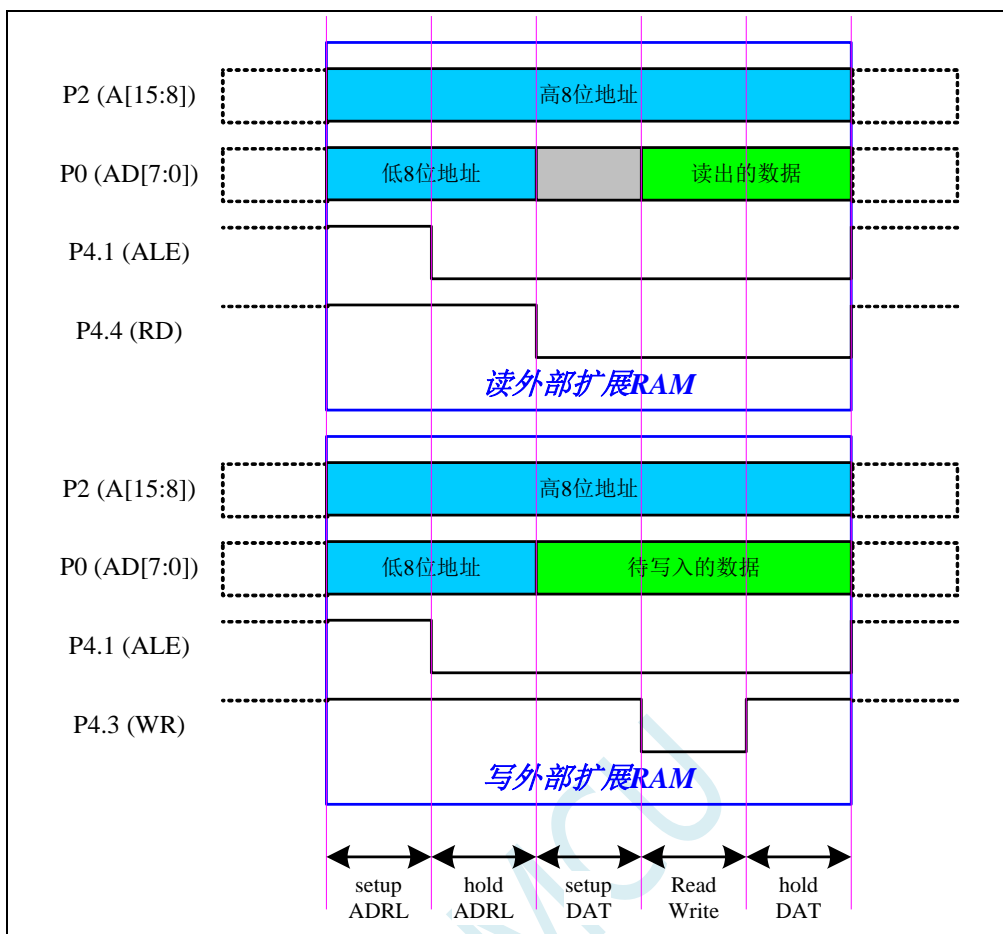 P2 (A[15:8])
高8位地址
P0 (AD[7:0])
低8位地址
读出的数据
P4.1 (ALE)
P4.4 (RD)
读外部扩展RAM
P2 (A[15:8])
高8位地址
P0 (AD[7:0])
低8位地址
待写入的数据
P4.1 (ALE)
P4.3 (WR)
写外部扩展RAM
setup
ADRL
hold
ADRL
setup
DAT
Read
Write
hold
DAT
MCU